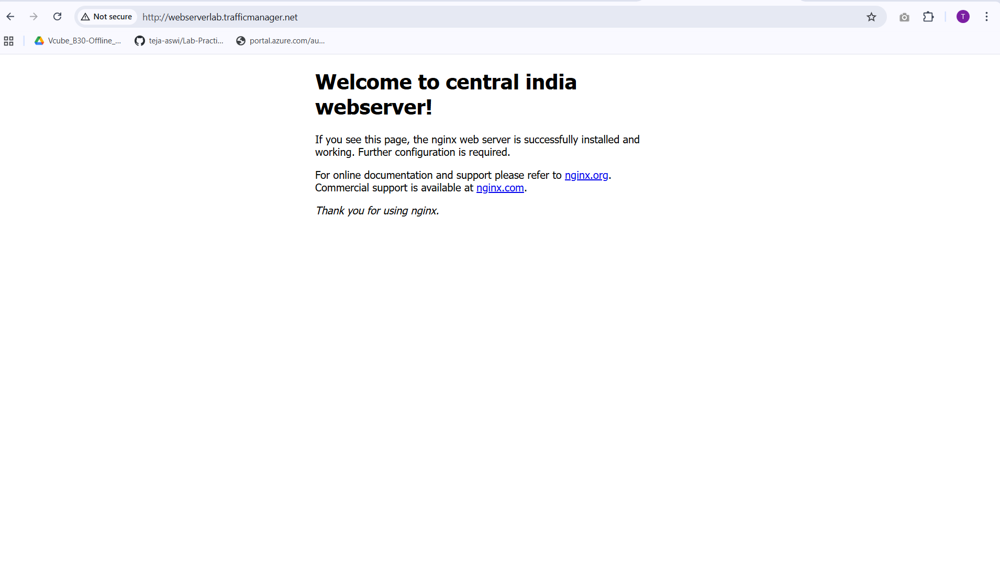 Not secure
http://webserverlab.trafficmanager.net
T
Vcube_B30-Offline_...
teja-aswi/Lab-Practi...
portal.azure.com/au...
Welcome to central india
webserver!
If you see this page, the nginx web server is successfully installed and
working. Further configuration is required.
For online documentation and support please refer to nginx.org.
Commercial support is available at nginx.com.
Thank you for using nginx.